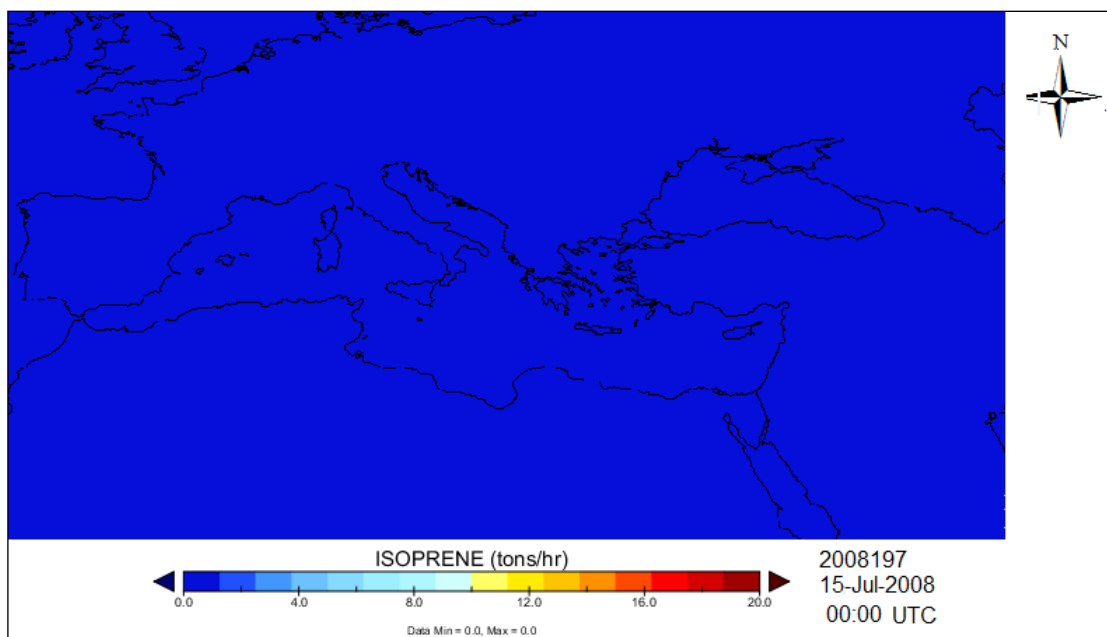 N
ISOPRENE (tons/hr)
0.0 4.0 8.0 12.0 16.0 20.0
Data Min = 0.0, Max = 0.0
2008197
15-Jul-2008
00:00 UTC